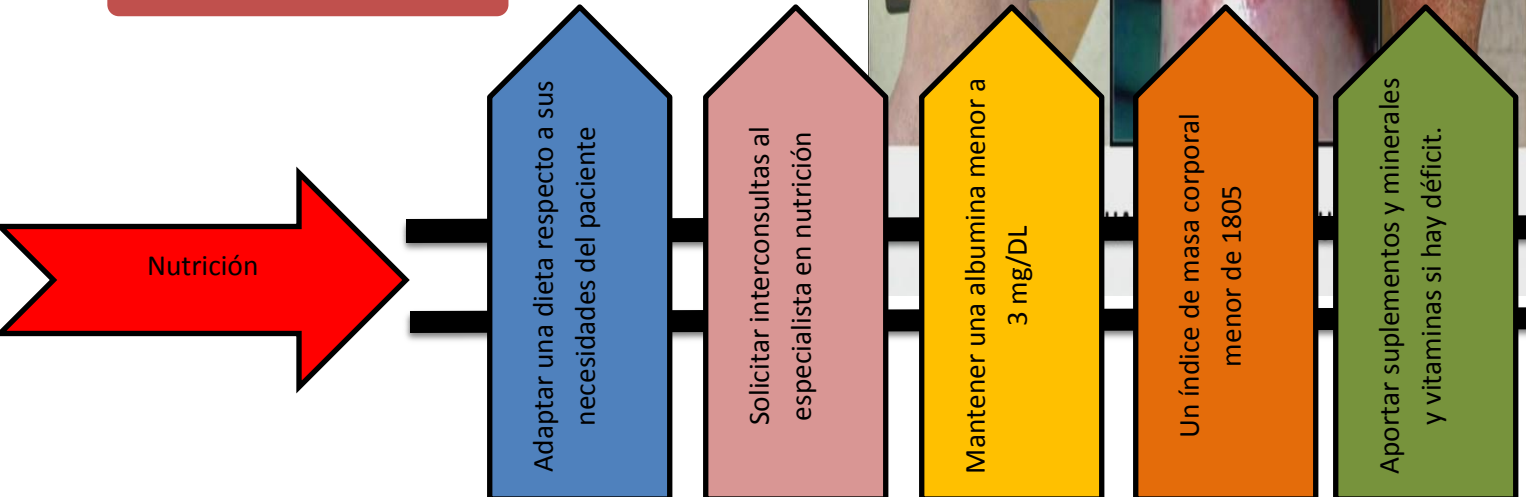 Nutrición
Adaptar una dieta respecto a sus
necesidades del paciente
Solicitar interconsultas al
especialista en nutrición
Mantener una albumina menor a
3 mg/DL
Un índice de masa corporal
menor de 1805
Aportar suplementos y minerales
y vitaminas si hay déficit.